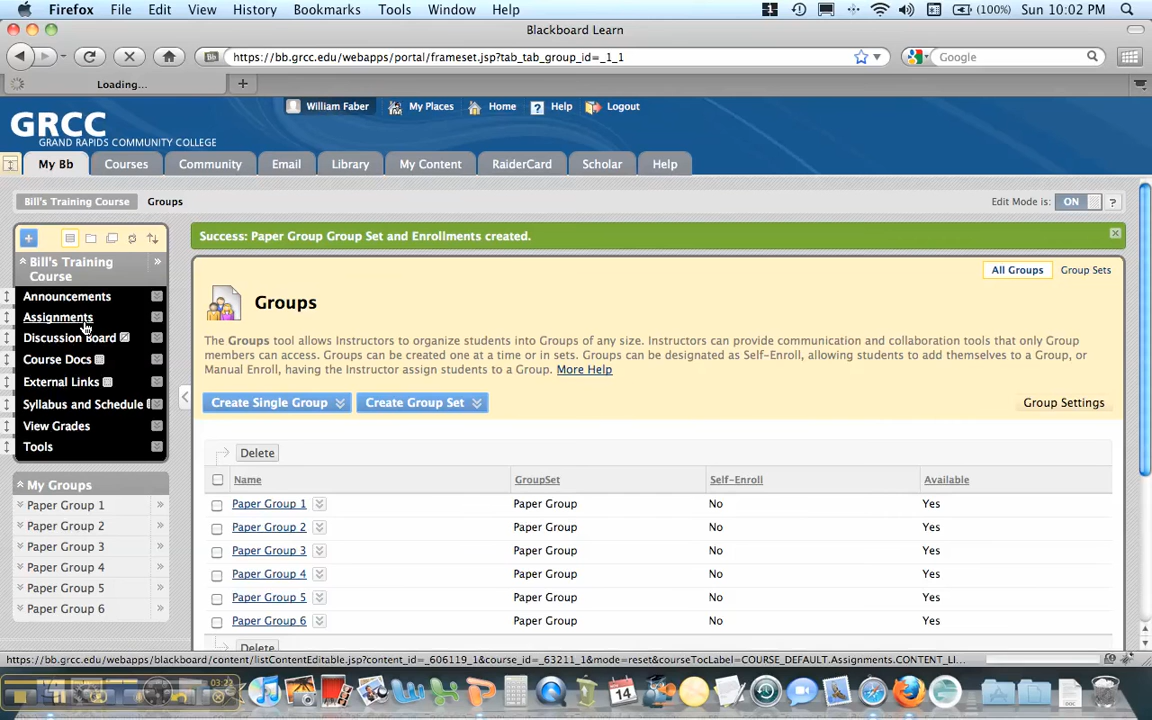 Firefox File Edit View History Bookmarks Tools Window Help 1 (100%) Sun 10:02 PM
Blackboard Learn
https://bb.grcc.edu/webapps/portal/frameset.jsp?tab_tab_group_id=_1_1 Google
Loading...
William Faber My Places Home Help Logout
GRCC
GRAND RAPIDS COMMUNITY COLLEGE
My Bb Courses Community Email Library My Content RaiderCard Scholar Help
Bill's Training Course Groups Edit Mode is: ON ?
Success: Paper Group Group Set and Enrollments created.
Bill's Training
Course
Announcements
Assignments
Discussion Board
Course Docs
External Links
Syllabus and Schedule
View Grades
Tools
My Groups
Paper Group 1
Paper Group 2
Paper Group 3
Paper Group 4
Paper Group 5
Paper Group 6
All Groups Group Sets
Groups
The Groups tool allows Instructors to organize students into Groups of any size. Instructors can provide communication and collaboration tools that only Group
members can access. Groups can be created one at a time or in sets. Groups can be designated as Self-Enroll, allowing students to add themselves to a Group, or
Manual Enroll, having the Instructor assign students to a Group. More Help
Create Single Group Create Group Set Group Settings
Delete
Name GroupSet Self-Enroll Available
Paper Group 1 Paper Group No Yes
Paper Group 2 Paper Group No Yes
Paper Group 3 Paper Group No Yes
Paper Group 4 Paper Group No Yes
Paper Group 5 Paper Group No Yes
Paper Group 6 Paper Group No Yes
Delete
https://bb.grcc.edu/webapps/blackboard/content/listContentEditable.jsp?content_id=_606119_1&course_id=_63211_1&mode=reset&courseTocLabel=COURSE_DEFAULT.Assignments.CONTENT_LI...
03:22
14